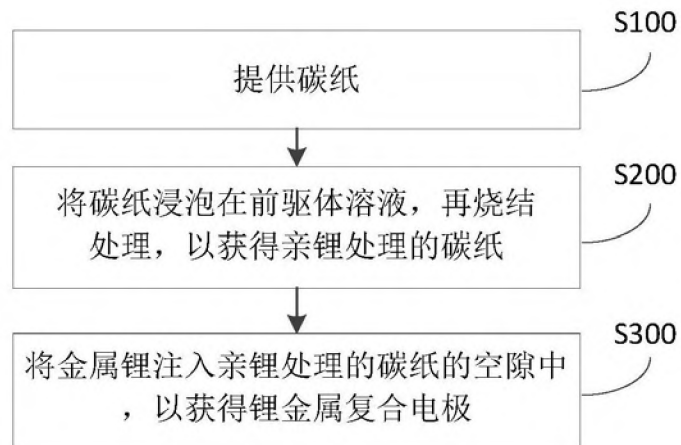 S100
提供碳纸
S200
将碳纸浸泡在前驱体溶液，再烧结
处理，以获得亲锂处理的碳纸
S300
将金属锂注入亲锂处理的碳纸的空隙中
，以获得锂金属复合电极